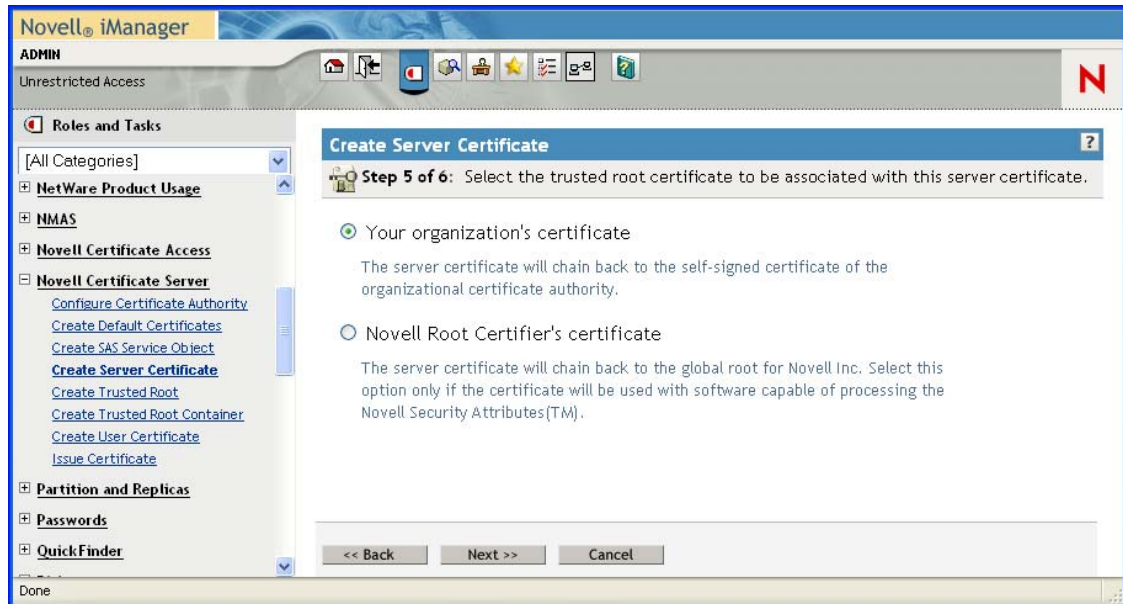 Novell® iManager
ADMIN
Unrestricted Access
N
Roles and Tasks
[All Categories]
NetWare Product Usage
NMAS
Novell Certificate Access
Novell Certificate Server
Configure Certificate Authority
Create Default Certificates
Create SAS Service Object
Create Server Certificate
Create Trusted Root
Create Trusted Root Container
Create User Certificate
Issue Certificate
Partition and Replicas
Passwords
QuickFinder
Create Server Certificate
?
Step 5 of 6: Select the trusted root certificate to be associated with this server certificate.
Your organization's certificate
The server certificate will chain back to the self-signed certificate of the
organizational certificate authority.
Novell Root Certifier's certificate
The server certificate will chain back to the global root for Novell Inc. Select this
option only if the certificate will be used with software capable of processing the
Novell Security Attributes(TM).
<< Back
Next >>
Cancel
Done